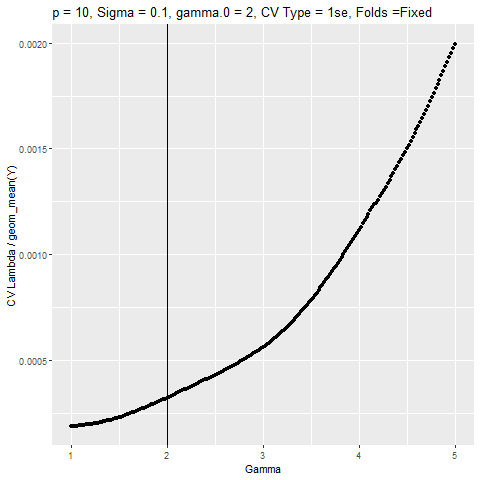 p = 10, Sigma = 0.1, gamma.0 = 2, CV Type = 1se, Folds =Fixed
CV Lambda / geom_mean(Y)
0.0020
0.0015
0.0010
0.0005
1 2 3 4 5
Gamma